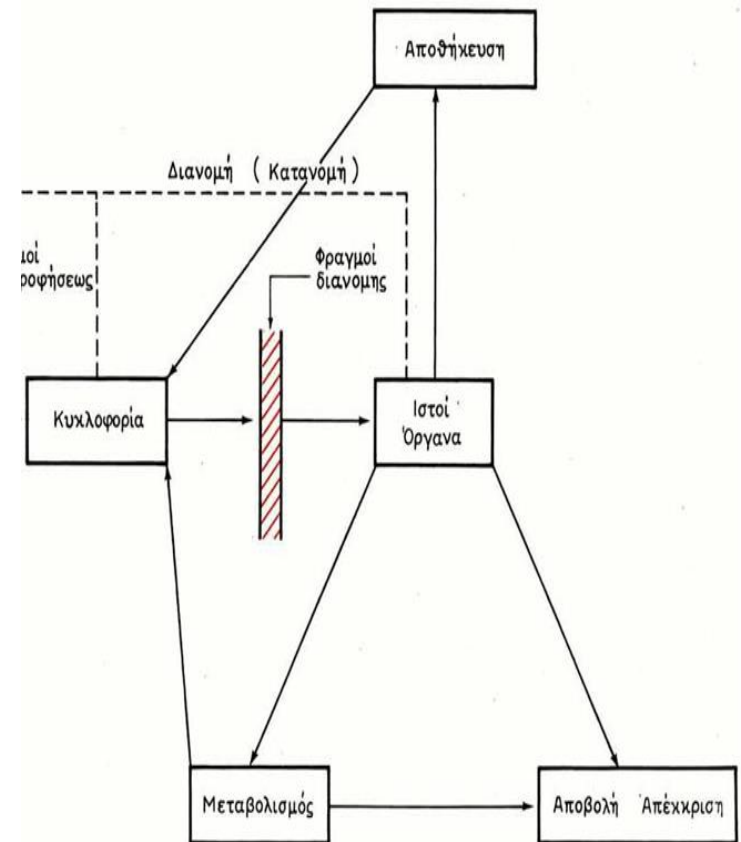 Αποθήκευση
Διανομή ( Κατανομή )
μοί
ροφήσεως
Φραγμοί
διανομης
Κυκλοφορία
Ιστοί
Όργανα
Μεταβολισμός
Αποβολή Απέκκριση